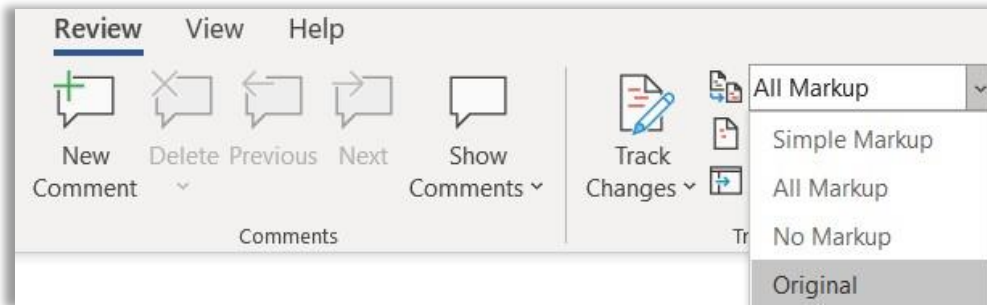 Review View Help
New Comment
Delete
Previous
Next
Show Comments
Track Changes
All Markup
Simple Markup
All Markup
No Markup
Original
Comments
Tr